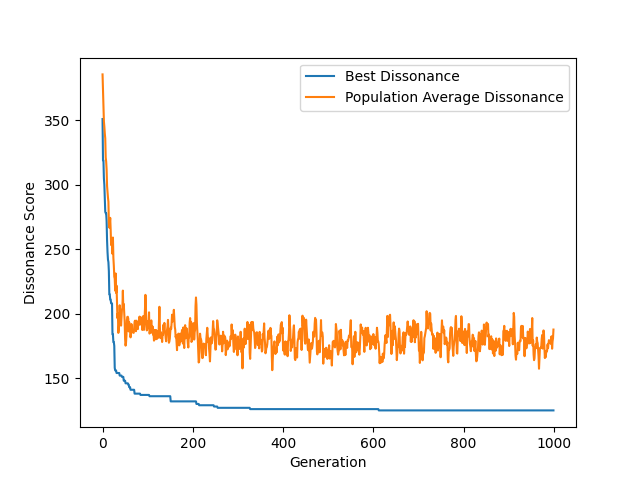 Best Dissonance
Population Average Dissonance
350
300
250
200
150
Dissonance Score
0 200 400 600 800 1000
Generation